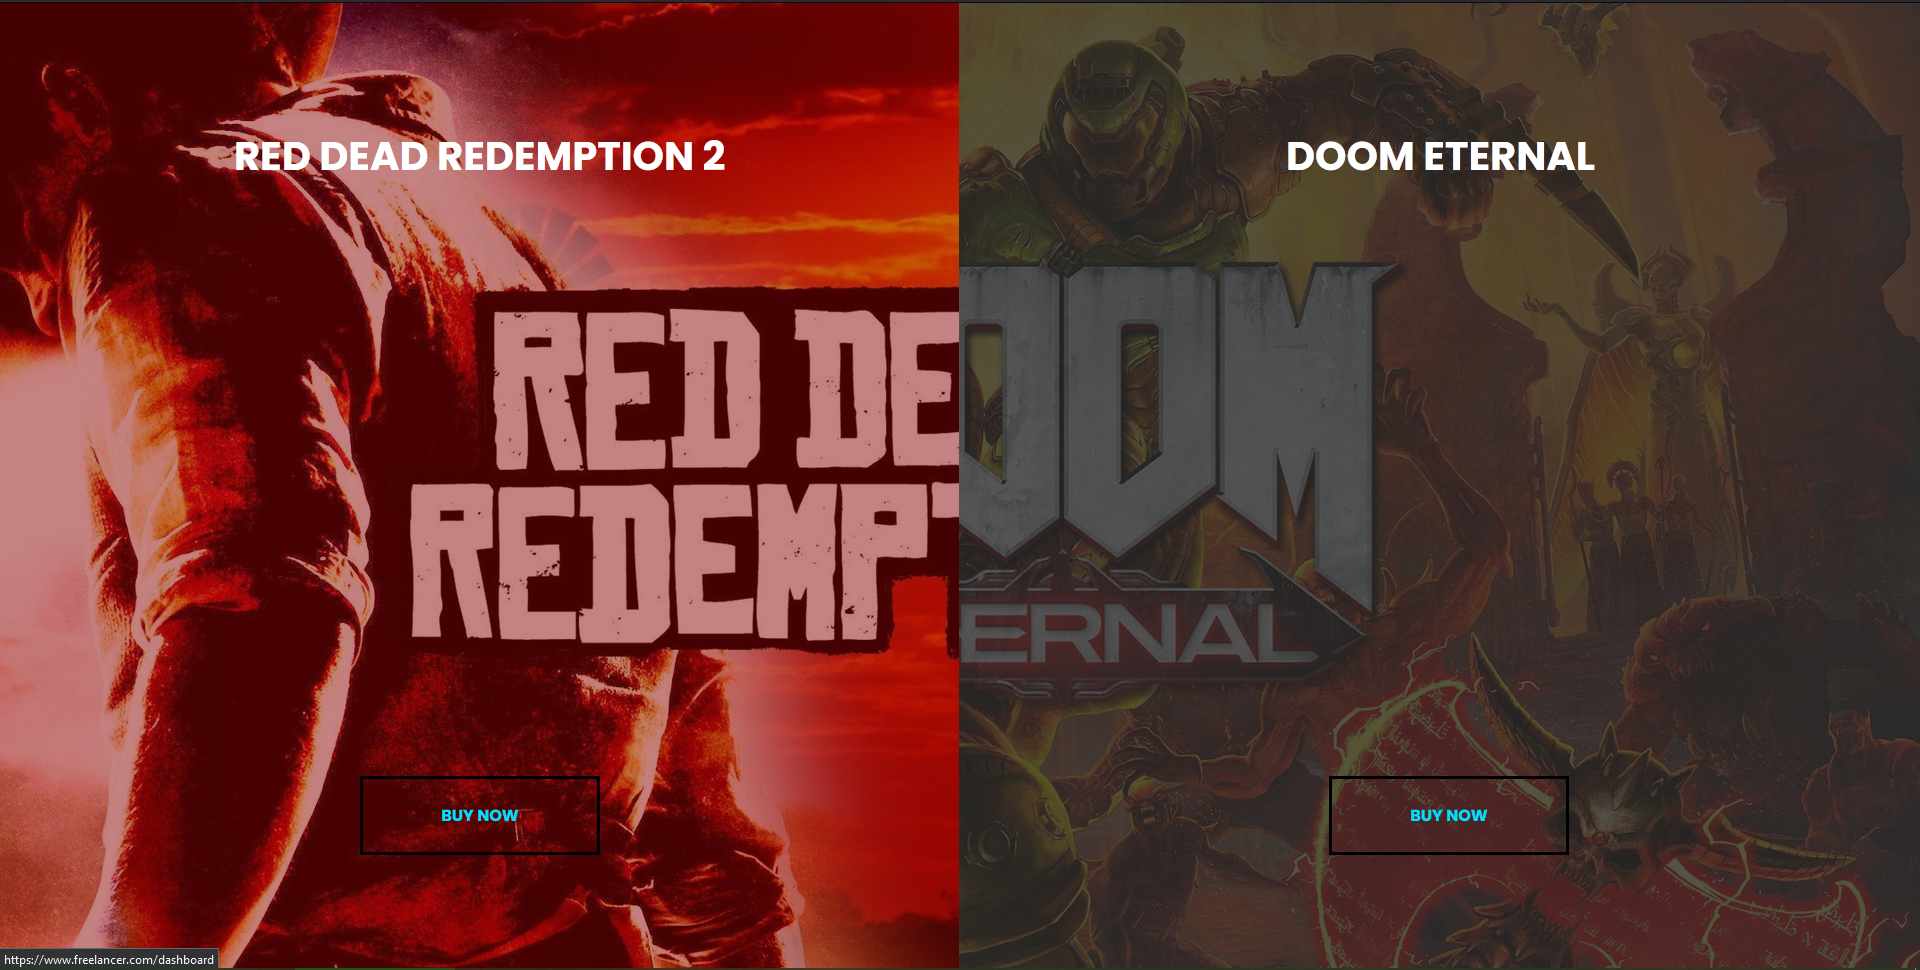 RED DEAD REDEMPTION 2
RED DE
REDEMPT
BUY NOW
DOOM ETERNAL
OOM
ERNAL
BUY NOW
https://www.freelancer.com/dashboard